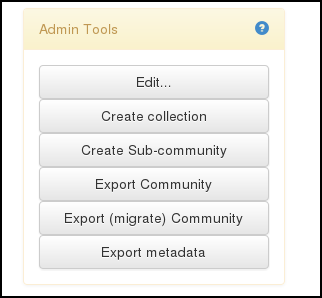 Admin Tools
Edit...
Create collection
Create Sub-community
Export Community
Export (migrate) Community
Export metadata